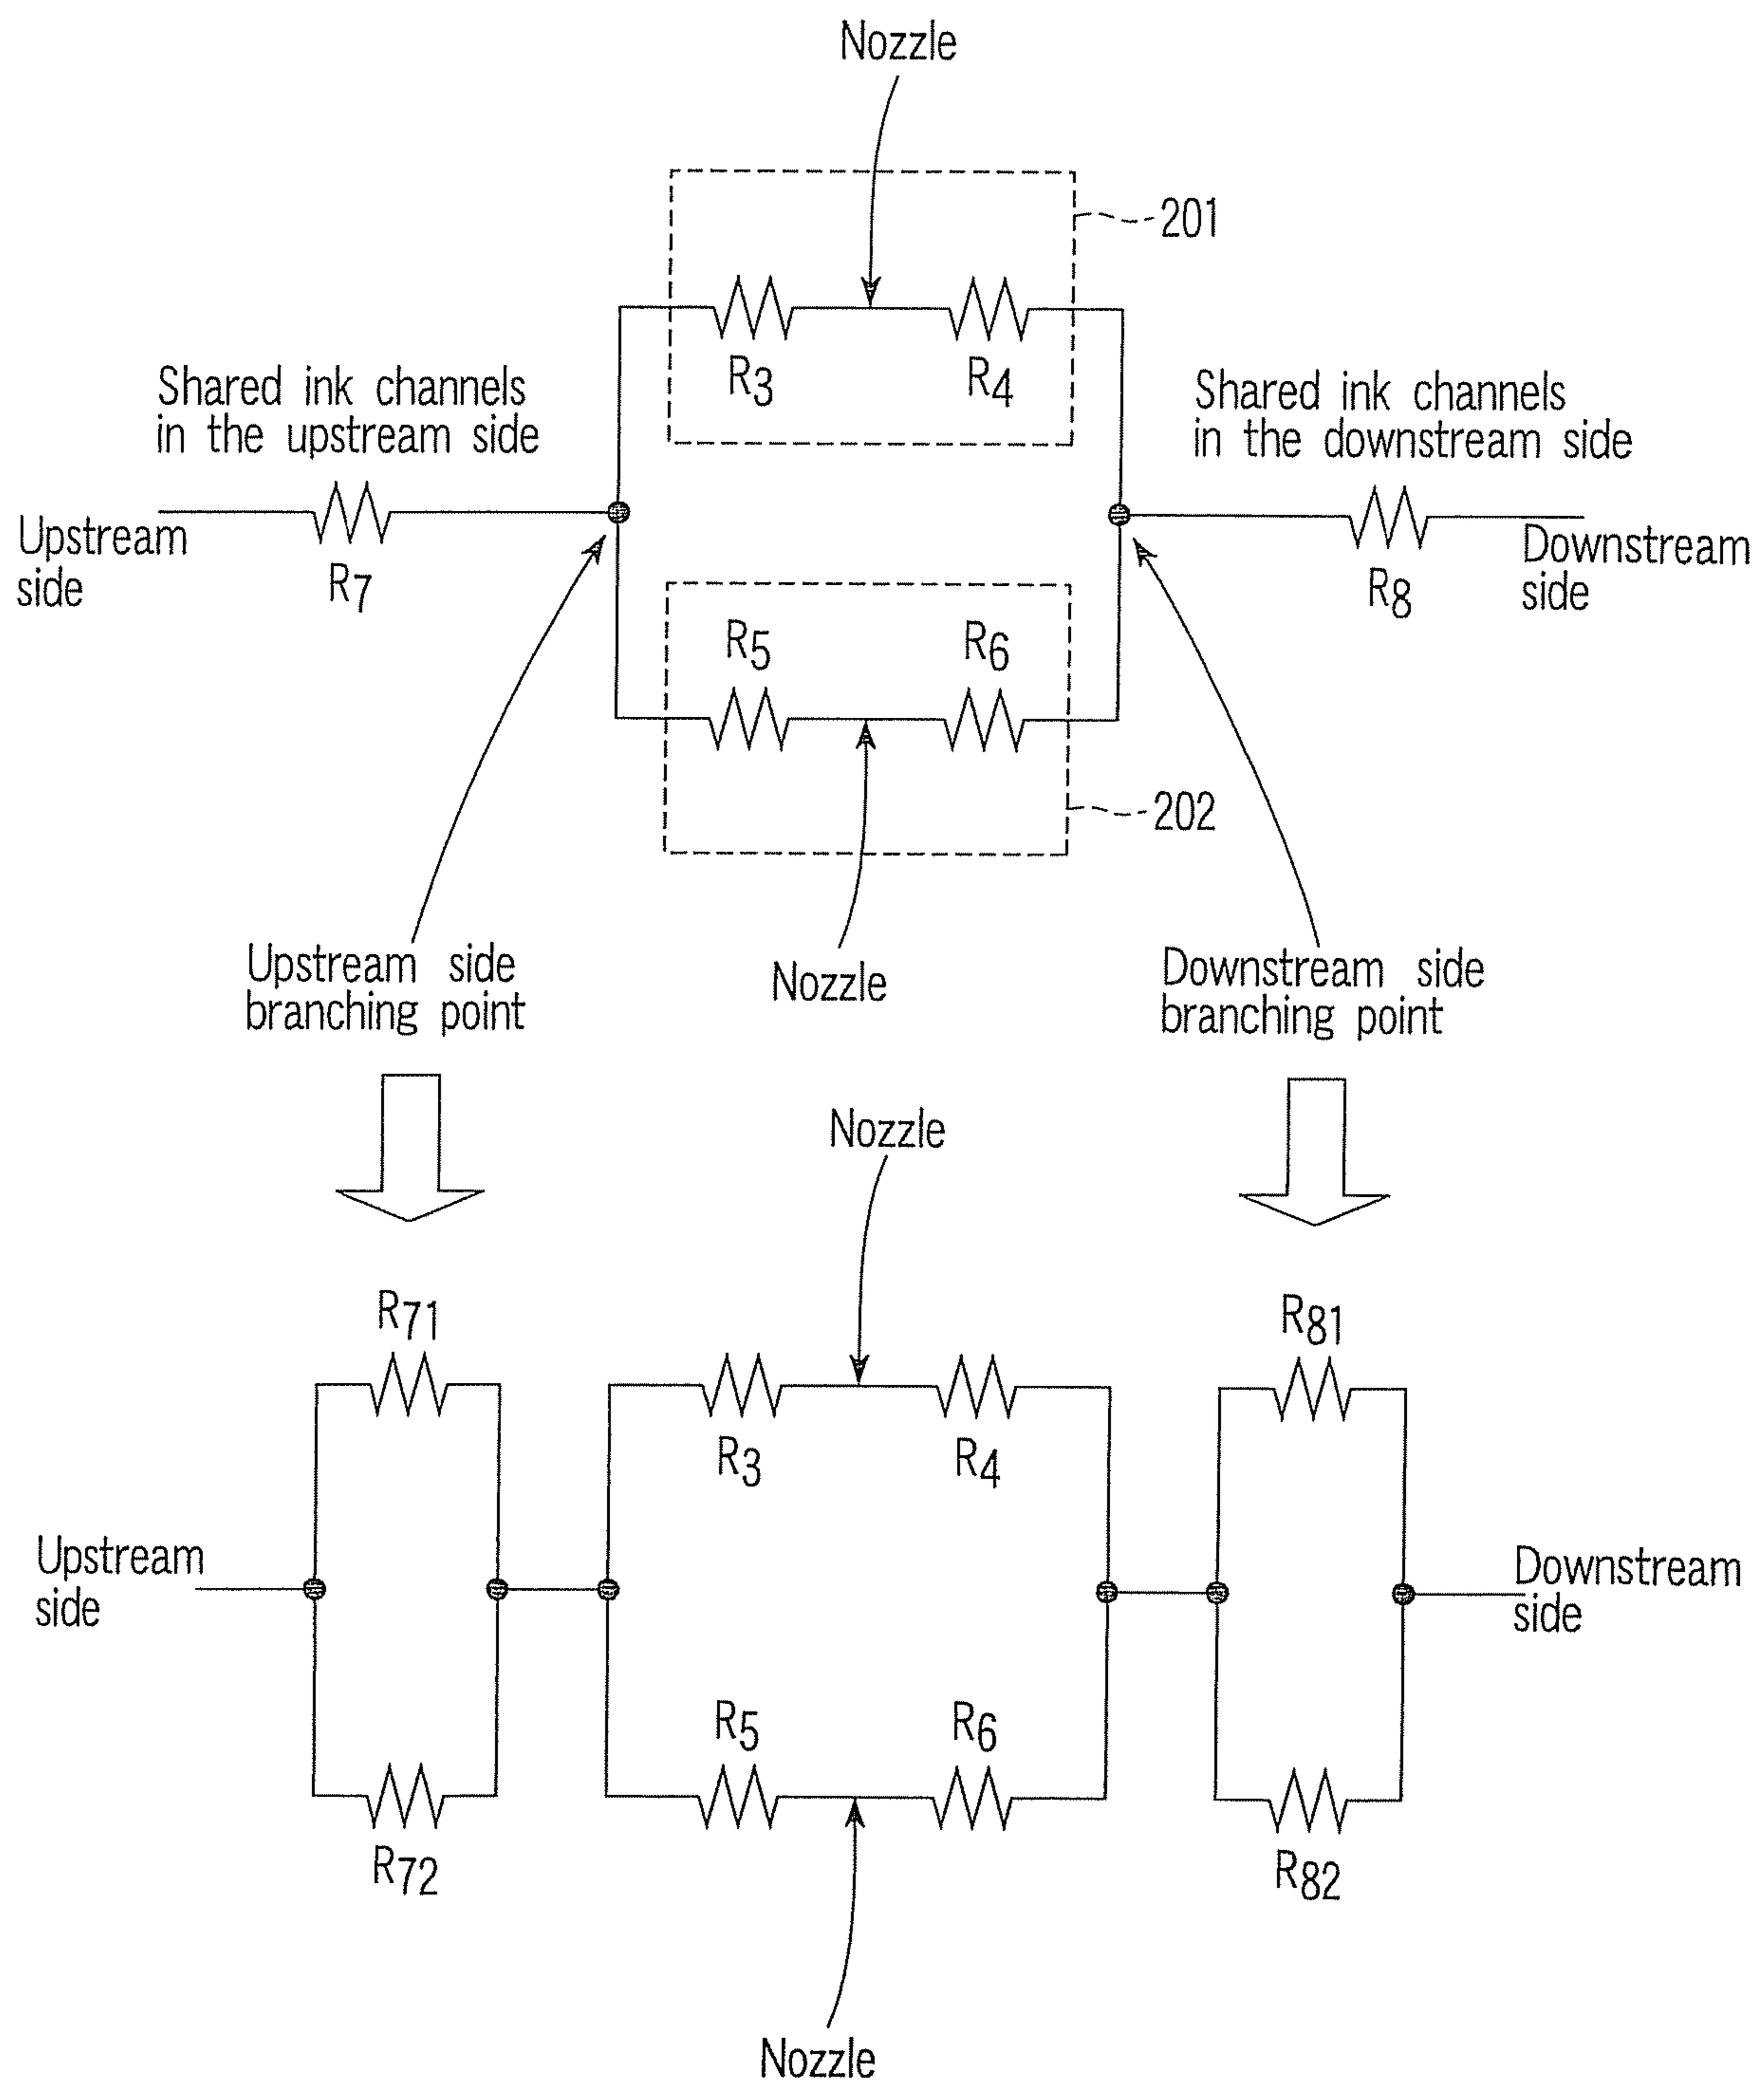 Nozzle
201
R3
R4
Shared ink channels
in the upstream side
Shared ink channels
in the downstream side
Upstream
side
R7
Downstream
side
R8
R5
R6
202
Upstream side
branching point
Nozzle
Downstream side
branching point
Nozzle
R71
R81
R3
R4
Upstream
side
Downstream
side
R5
R6
R72
R82
Nozzle